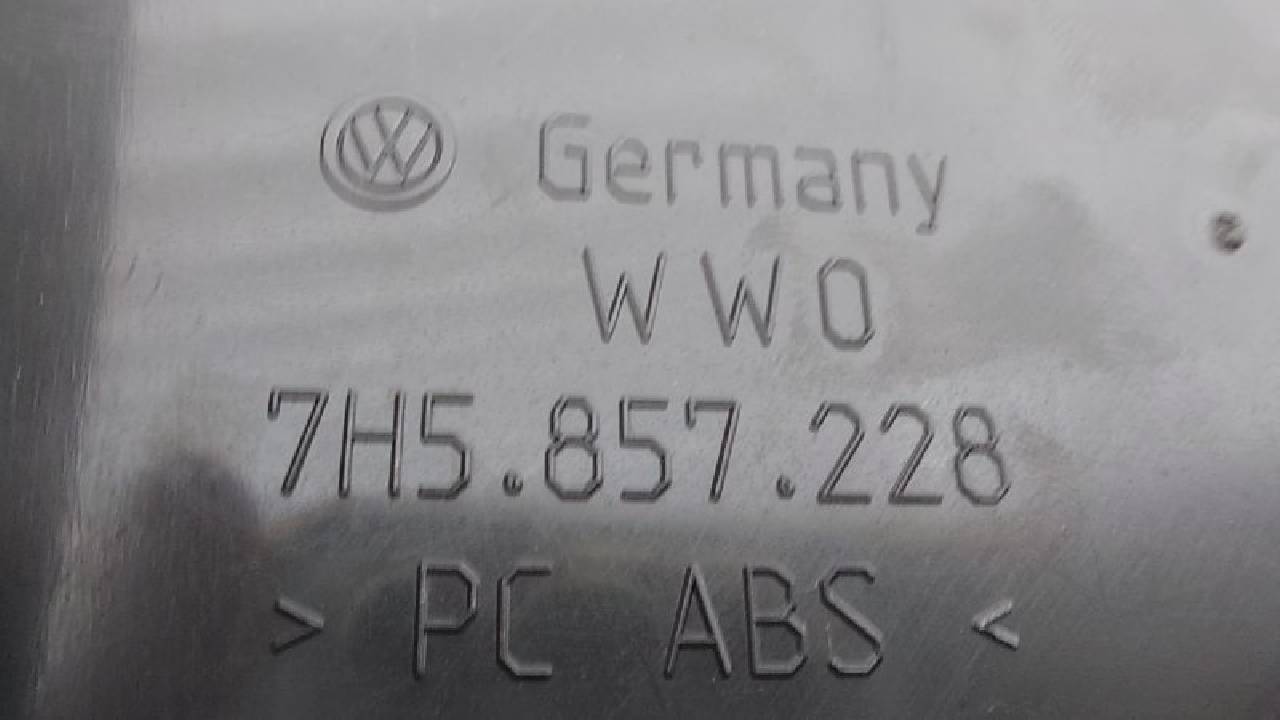 Germany
WWO
7H5.857.228
> PC ABS <